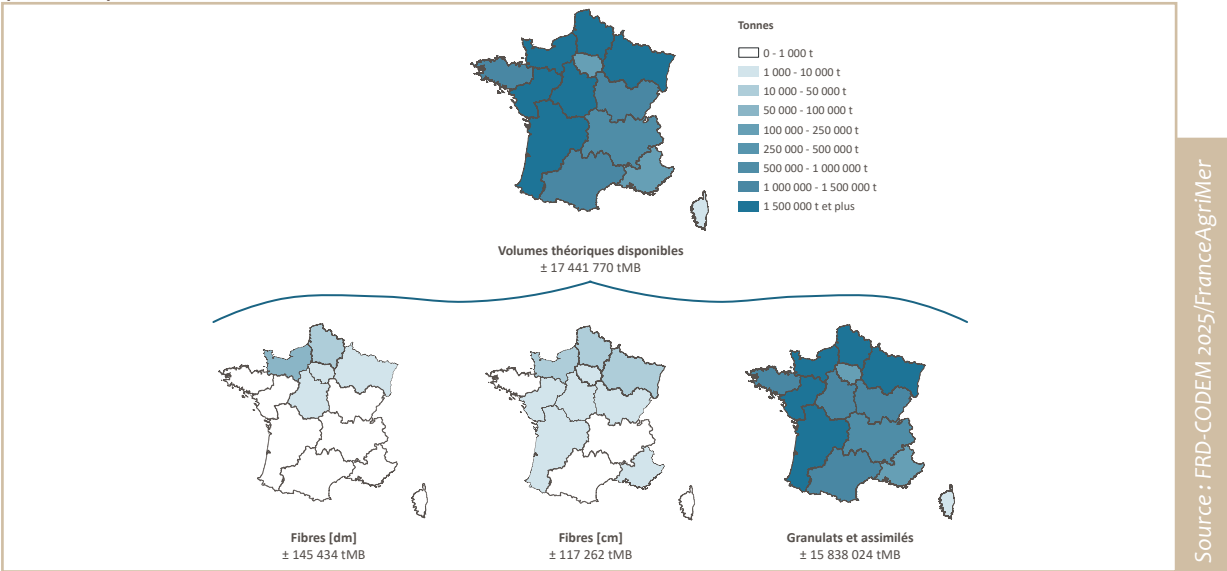 Tonnes
0 - 1 000 t
1 000 - 10 000 t
10 000 - 50 000 t
50 000 - 100 000 t
100 000 - 250 000 t
250 000 - 500 000 t
500 000 - 1 000 000 t
1 000 000 - 1 500 000 t
1 500 000 t et plus
Volumes théoriques disponibles
± 17 441 770 tMB
Fibres [dm]
± 145 434 tMB
Fibres [cm]
± 117 262 tMB
Granulats et assimilés
± 15 838 024 tMB
Source : FRD-CODEM 2025/FranceAgriMer